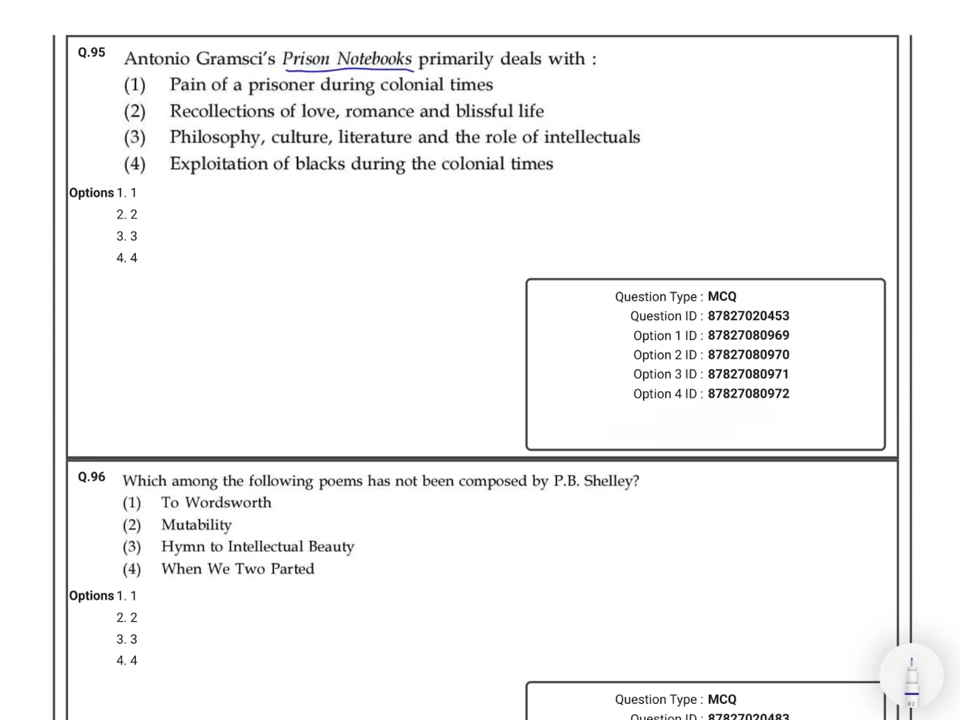 Q.95 Antonio Gramsci's Prison Notebooks primarily deals with :
(1) Pain of a prisoner during colonial times
(2) Recollections of love, romance and blissful life
(3) Philosophy, culture, literature and the role of intellectuals
(4) Exploitation of blacks during the colonial times
Options 1. 1
2. 2
3. 3
4. 4
Question Type : MCQ
Question ID : 87827020453
Option 1 ID : 87827080969
Option 2 ID : 87827080970
Option 3 ID : 87827080971
Option 4 ID : 87827080972
Q.96 Which among the following poems has not been composed by P.B. Shelley?
(1) To Wordsworth
(2) Mutability
(3) Hymn to Intellectual Beauty
(4) When We Two Parted
Options 1. 1
2. 2
3. 3
4. 4
Question Type : MCQ
Question ID : 87827020483